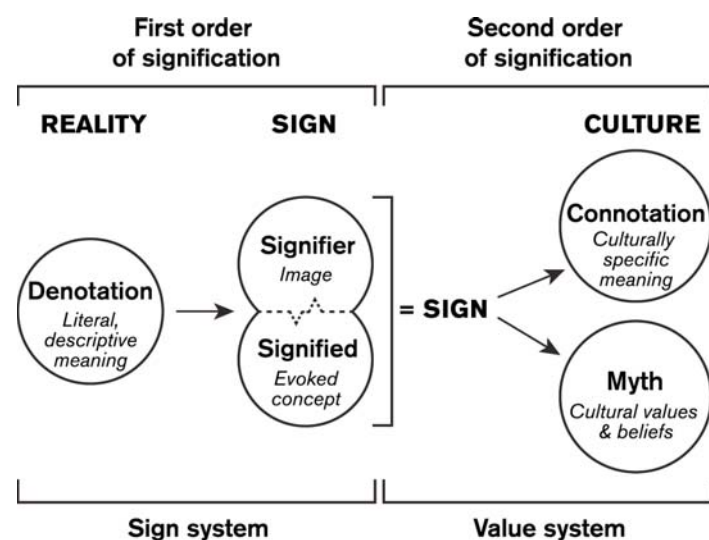 First order
of signification
Second order
of signification
REALITY
SIGN
CULTURE
Denotation
Literal,
descriptive
meaning
Signifier
Image
Signified
Evoked
concept
= SIGN
Connotation
Culturally
specific
meaning
Myth
Cultural values
& beliefs
Sign system
Value system